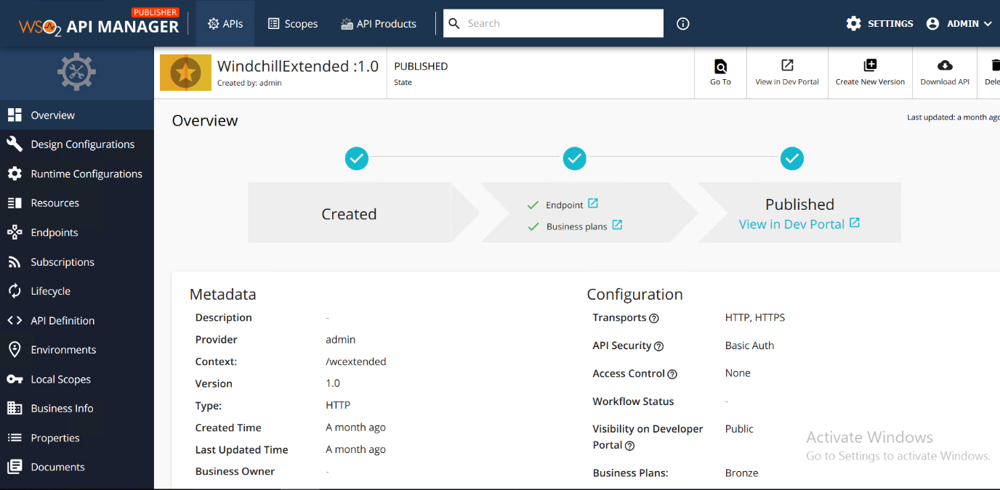 PUBLISHER
WSO2 API MANAGER
APIs
Scopes
API Products
Search
SETTINGS
ADMIN
WindchillExtended :1.0
Created by: admin
PUBLISHED
State
Go To
View in Dev Portal
Create New Version
Download API
Dele
Overview
Design Configurations
Runtime Configurations
Resources
Endpoints
Subscriptions
Lifecycle
API Definition
Environments
Local Scopes
Business Info
Properties
Documents
Overview
Last updated: a month ago
Created
Endpoint
Business plans
Published
View in Dev Portal
Metadata
Description -
Provider admin
Context: /wcextended
Version 1.0
Type: HTTP
Created Time A month ago
Last Updated Time A month ago
Business Owner -
Configuration
Transports HTTP, HTTPS
API Security Basic Auth
Access Control None
Workflow Status -
Visibility on Developer Public
Portal
Business Plans: Bronze
Activate Windows
Go to Settings to activate Windows.